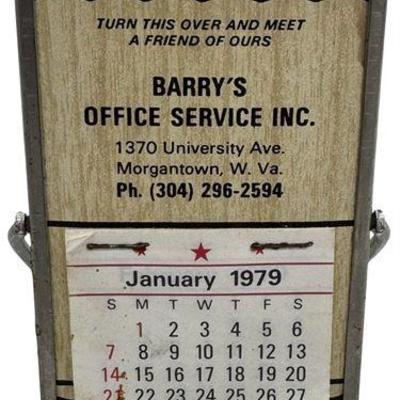 TURN THIS OVER AND MEET
A FRIEND OF OURS
BARRY'S
OFFICE SERVICE INC.
1370 University Ave.
Morgantown, W. Va.
Ph. (304) 296-2594
January 1979
S M T W T F S
1 2 3 4 5 6
7 8 9 10 11 12 13
14 15 16 17 18 19 20
21 22 23 24 25 26 27